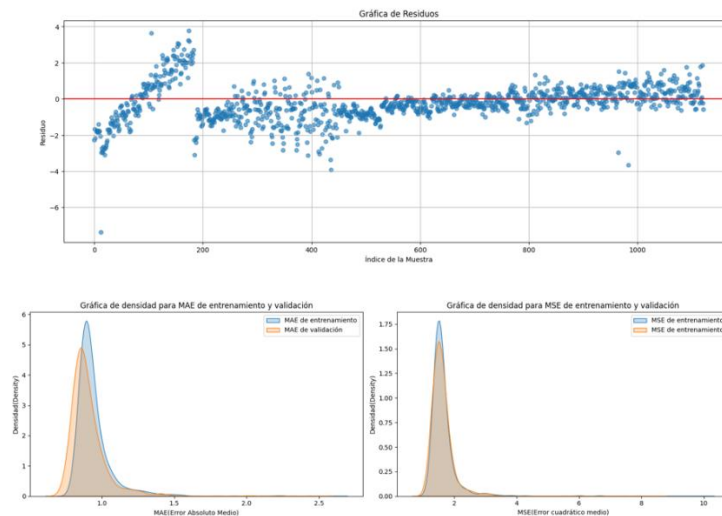 Gráfica de Residuos
4
2
0
-2
-4
-6
Residuo
0
200
400
600
800
1000
Índice de la Muestra
Gráfica de densidad para MAE de entrenamiento y validación
MAE de entrenamiento
MAE de validación
6
5
4
3
2
1
0
Densidad(Density)
1.0
1.5
2.0
2.5
MAE(Error Absoluto Medio)
Gráfica de densidad para MSE de entrenamiento y validación
MSE de entrenamiento
MSE de entrenamiento
1.75
1.50
1.25
1.00
0.75
0.50
0.25
0.00
Densidad(Density)
2
4
6
8
10
MSE(Error cuadrático medio)